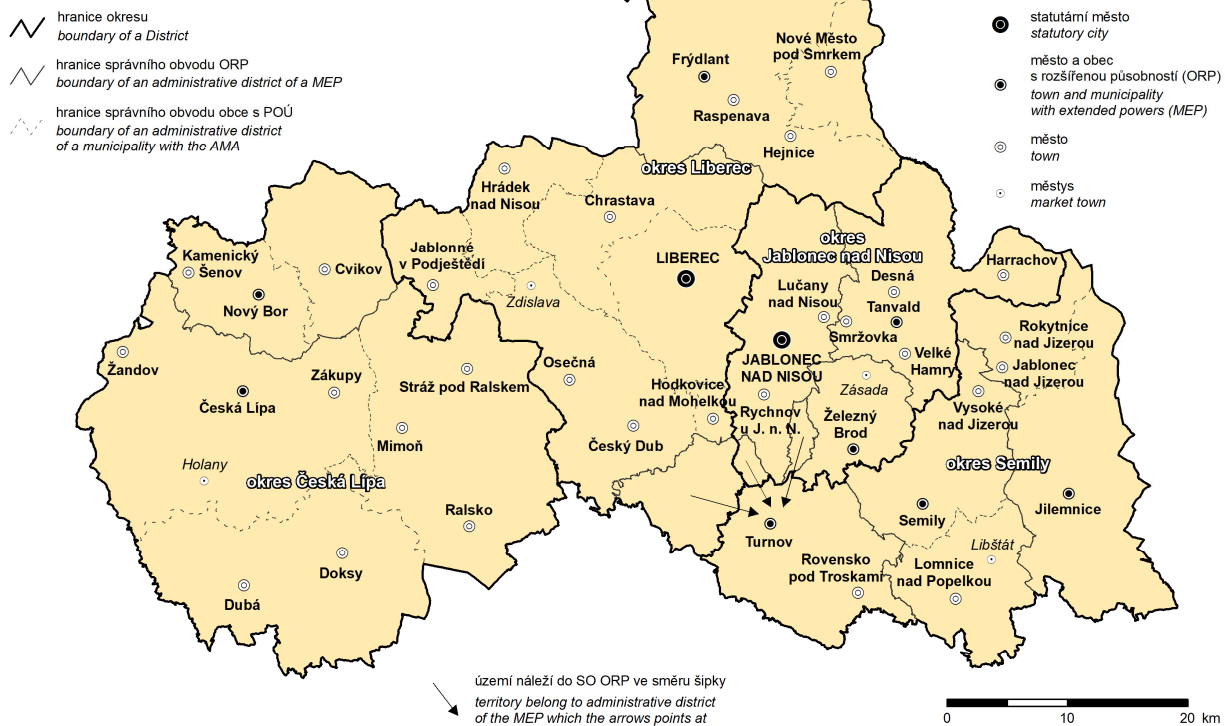 hranice okresu
boundary of a District
hranice správního obvodu ORP
boundary of an administrative district of a MEP
hranice správního obvodu obce s POÚ
boundary of an administrative district
of a municipality with the AMA
statutární město
statutory city
město a obec
s rozšířenou působností (ORP)
town and municipality
with extended powers (MEP)
město
town
městys
market town
Nové Město
pod Smrkem
Frýdlant
Raspenava
Hejnice
okres Liberec
Hrádek
nad Nisou
Chrastava
Kamenický
Šenov
Cvikov
Jablonné
v Podještědí
LIBEREC
okres
Jablonec nad Nisou
Harrachov
Desná
Lučany
nad Nisou
Zdislava
Nový Bor
Tanvald
Smržovka
Rokytnice
nad Jizerou
Žandov
Zákupy
Stráž pod Ralskem
Osečná
JABLONEC
NAD NISOU
Velké
Hamry
Jablonec
nad Jizerou
Česká Lípa
Hodkovice
nad Mohelkou
Zásada
Rychnov
u J. n. N.
Železný
Brod
Vysoké
nad Jizerou
Mimoň
Český Dub
Holany
okres Česká Lípa
okres Semily
Ralsko
Semily
Jilemnice
Turnov
Libštát
Rovensko
pod Troskami
Lomnice
nad Popelkou
Doksy
Dubá
území náleží do SO ORP ve směru šipky
territory belong to administrative district
of the MEP which the arrows points at
0 10 20 km